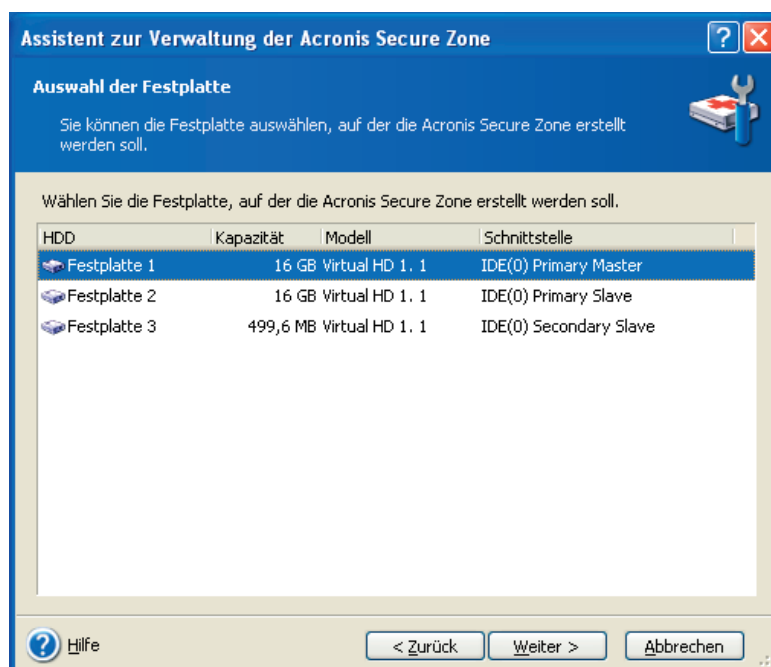 Assistent zur Verwaltung der Acronis Secure Zone
Auswahl der Festplatte
Sie können die Festplatte auswählen, auf der die Acronis Secure Zone erstellt
werden soll.
Wählen Sie die Festplatte, auf der die Acronis Secure Zone erstellt werden soll.
HDD Kapazität Modell Schnittstelle
Festplatte 1 16 GB Virtual HD 1. 1 IDE(0) Primary Master
Festplatte 2 16 GB Virtual HD 1. 1 IDE(0) Primary Slave
Festplatte 3 499,6 MB Virtual HD 1. 1 IDE(0) Secondary Slave
Hilfe < Zurück Weiter > Abbrechen